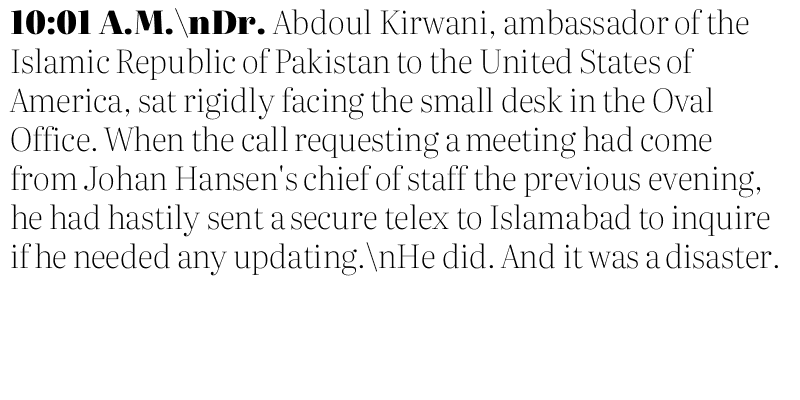 10:01 A.M.\nDr. Abdoul Kirwani, ambassador of the
Islamic Republic of Pakistan to the United States of
America, sat rigidly facing the small desk in the Oval
Office. When the call requesting a meeting had come
from Johan Hansen's chief of staff the previous evening,
he had hastily sent a secure telex to Islamabad to inquire
if he needed any updating.\nHe did. And it was a disaster.